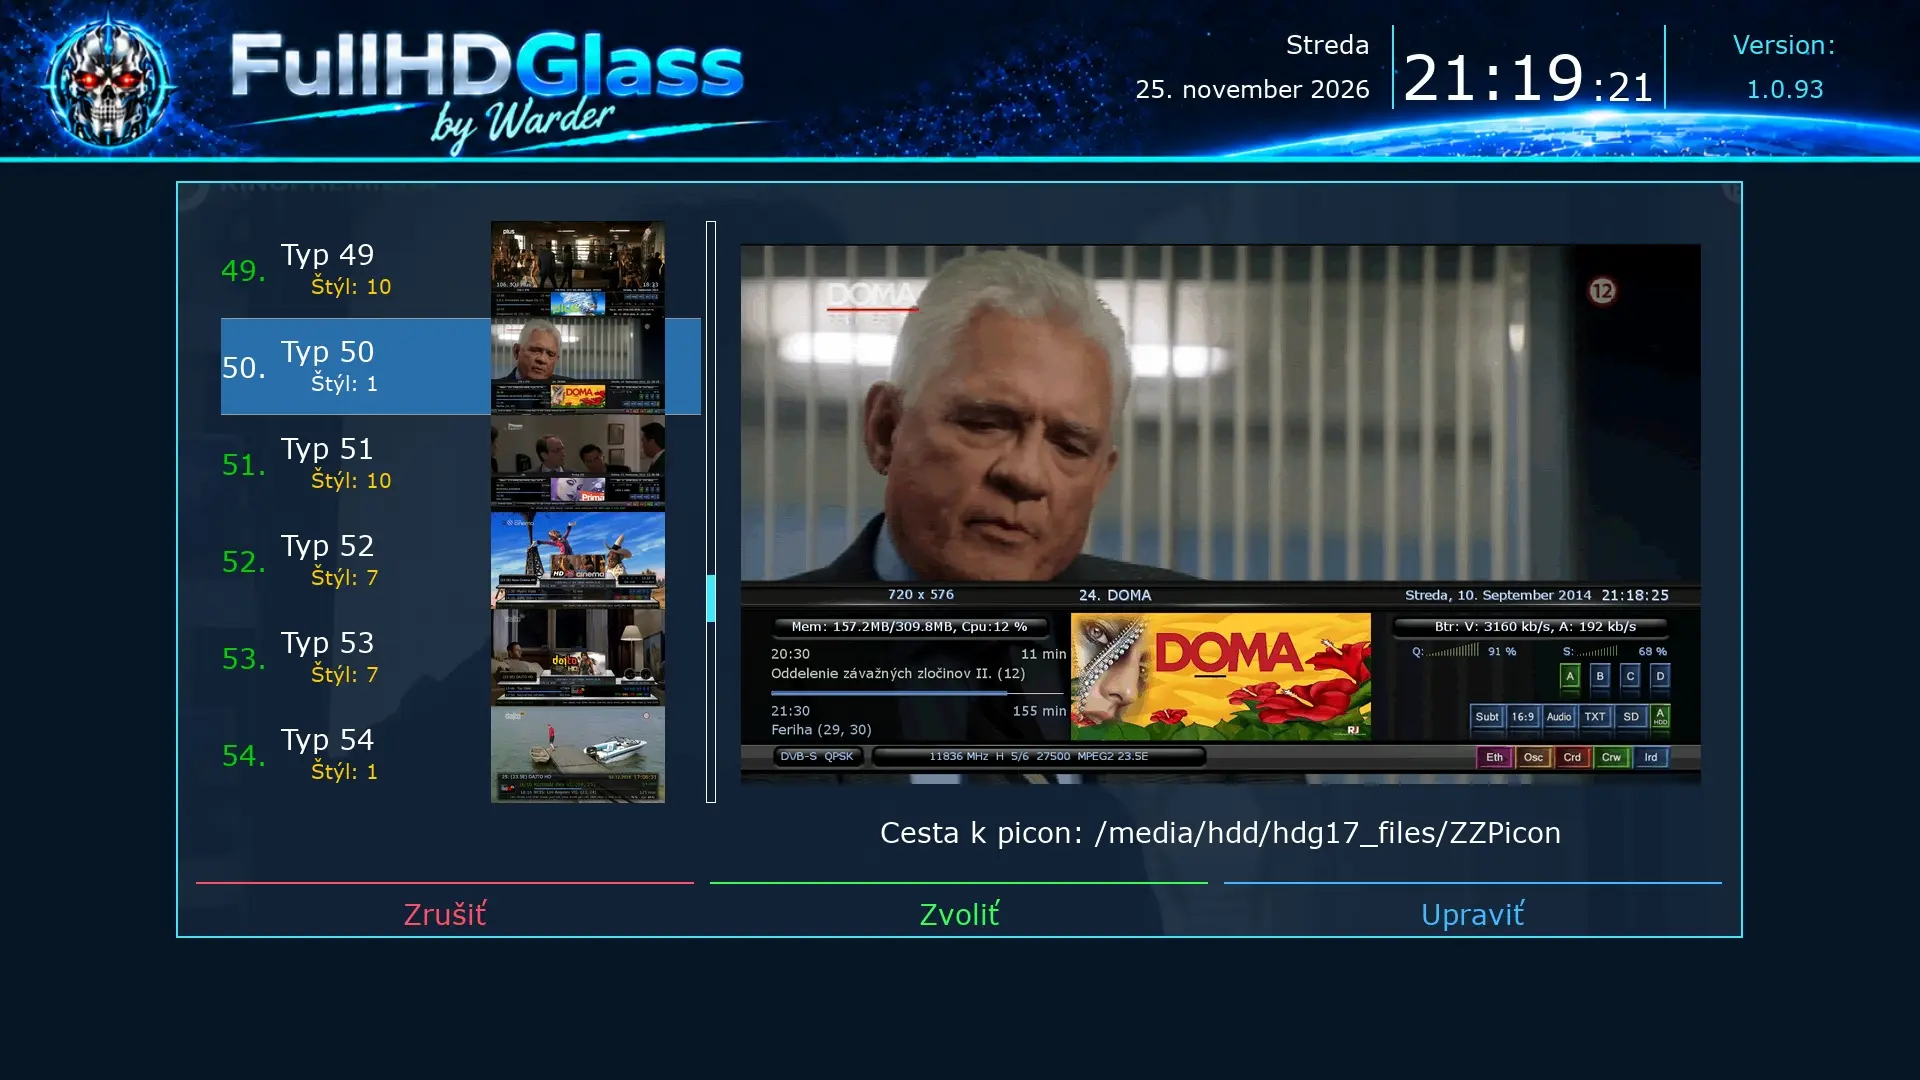 FullHDGlass
by Warder
Streda
25. november 2026
21:19:21
Version:
1.0.93
49.
Typ 49
Štýl: 10
50.
Typ 50
Štýl: 1
51.
Typ 51
Štýl: 10
52.
Typ 52
Štýl: 7
53.
Typ 53
Štýl: 7
54.
Typ 54
Štýl: 1
DOMA
12
720 x 576
24. DOMA
Streda, 10. September 2014 21:18:25
Mem: 157.2MB/309.8MB, Cpu:12 %
Btr: V: 3160 kb/s, A: 192 kb/s
20:30
11 min
Oddelenie závažných zločinov II. (12)
21:30
155 min
Feriha (29, 30)
DOMA
RJ
Q:
91 %
S:
68 %
A
B
C
D
Subt
16:9
Audio
TXT
SD
A
HDD
DVB-S QPSK
11836 MHz H 5/6 27500 MPEG2 23.5E
Eth
Osc
Crd
Crw
Ird
Cesta k picon: /media/hdd/hdg17_files/ZZPicon
Zrušiť
Zvoliť
Upraviť